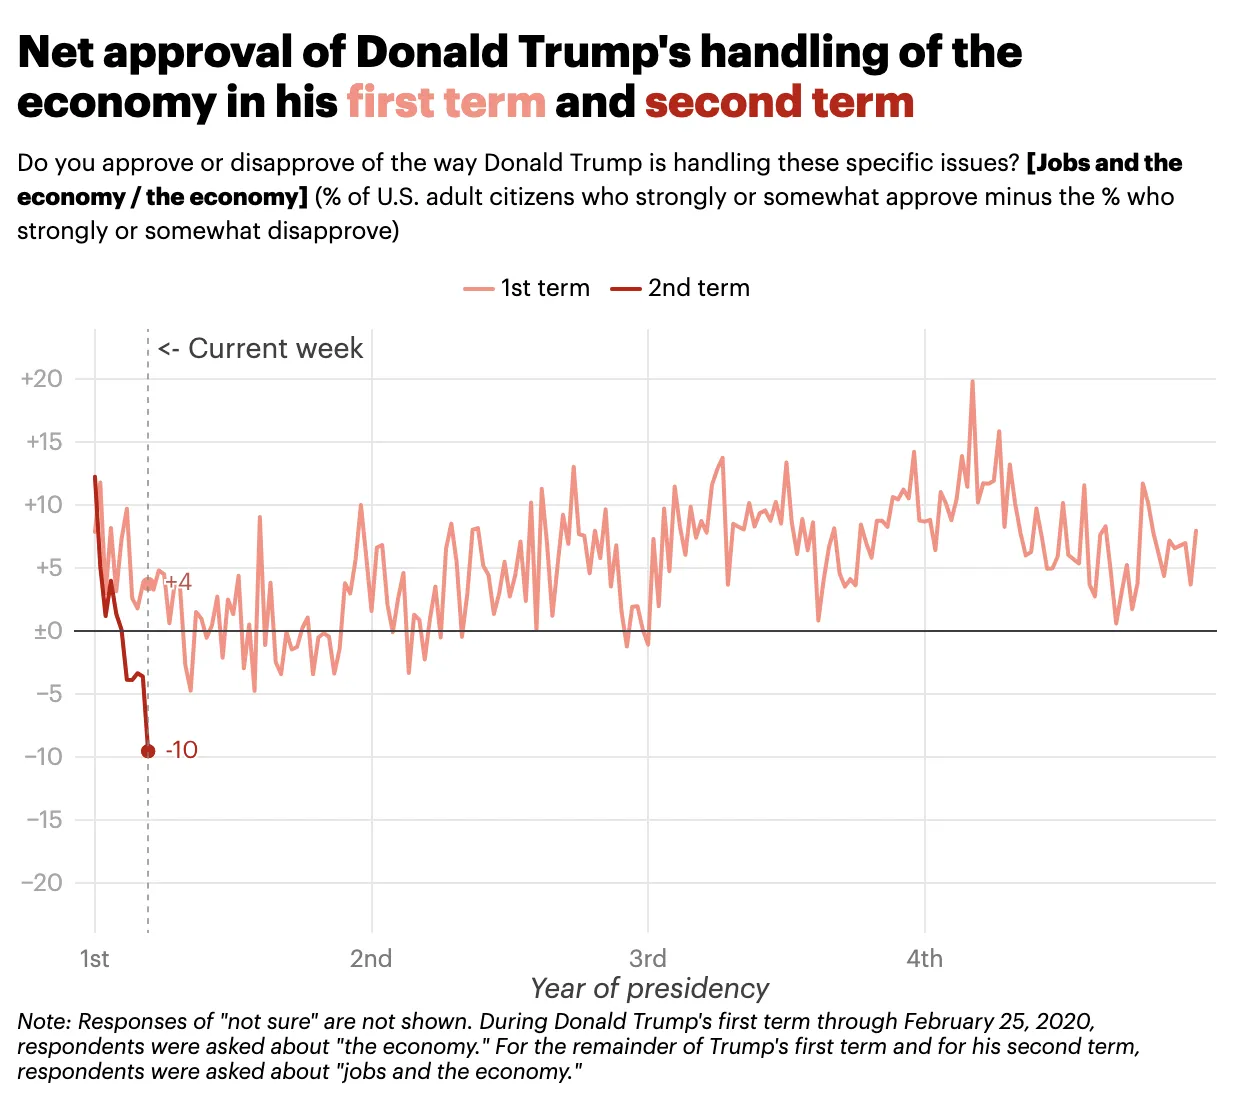 Net approval of Donald Trump's handling of the
economy in his first term and second term
Do you approve or disapprove of the way Donald Trump is handling these specific issues? [Jobs and the
economy / the economy] (% of U.S. adult citizens who strongly or somewhat approve minus the % who
strongly or somewhat disapprove)
1st term 2nd term
<- Current week
+20
+15
+10
+5
+4
±0
−5
-10
−10
−15
−20
1st 2nd 3rd 4th
Year of presidency
Note: Responses of "not sure" are not shown. During Donald Trump's first term through February 25, 2020,
respondents were asked about "the economy." For the remainder of Trump's first term and for his second term,
respondents were asked about "jobs and the economy."